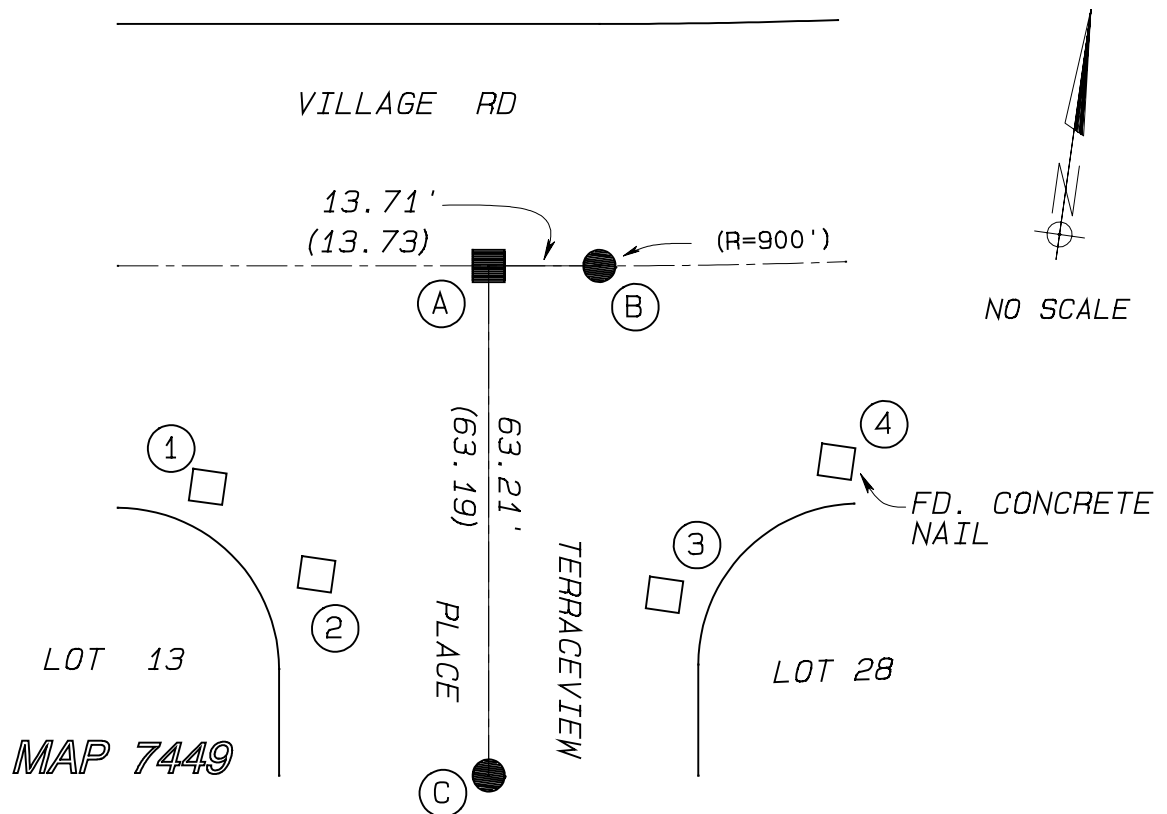 VILLAGE RD
13.71'
(13.73)
(R=900')
A
B
N
NO SCALE
1
4
63.21'
(63.19)
FD. CONCRETE
NAIL
3
2
TERRACEVIEW
PLACE
LOT 13
LOT 28
MAP 7449
C